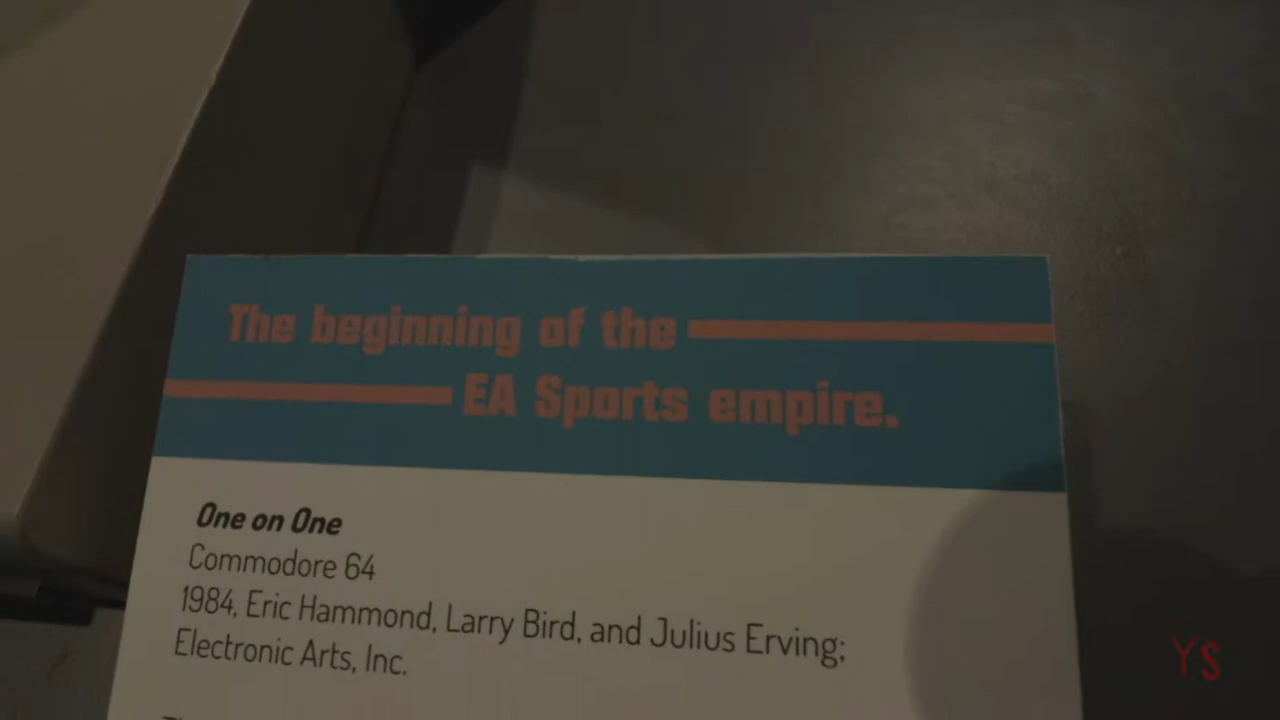 The beginning of the
EA Sports empire.
One on One
Commodore 64
1984, Eric Hammond, Larry Bird, and Julius Erving;
Electronic Arts, Inc.
YS